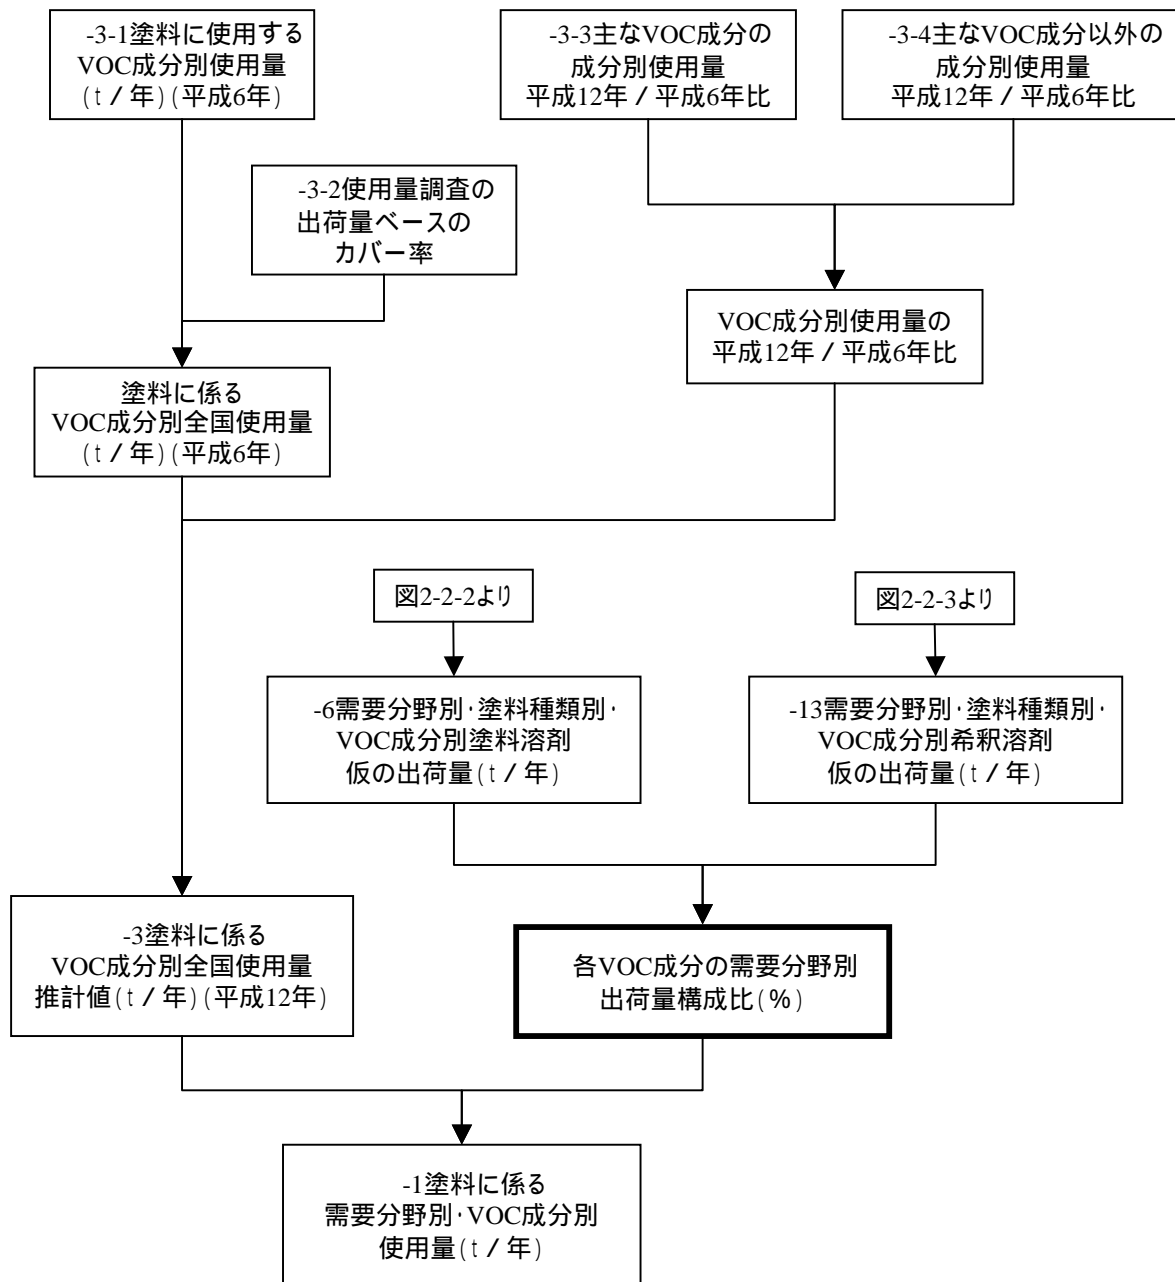 -3-1塗料に使用する
VOC成分別使用量
(t／年)(平成6年)
-3-3主なVOC成分の
成分別使用量
平成12年／平成6年比
-3-4主なVOC成分以外の
成分別使用量
平成12年／平成6年比
-3-2使用量調査の
出荷量ベースの
カバー率
VOC成分別使用量の
平成12年／平成6年比
塗料に係る
VOC成分別全国使用量
(t／年)(平成6年)
図2-2-2より
図2-2-3より
-6需要分野別・塗料種類別・
VOC成分別塗料溶剤
仮の出荷量(t／年)
-13需要分野別・塗料種類別・
VOC成分別希釈溶剤
仮の出荷量(t／年)
-3塗料に係る
VOC成分別全国使用量
推計値(t／年)(平成12年)
各VOC成分の需要分野別
出荷量構成比(%)
-1塗料に係る
需要分野別・VOC成分別
使用量(t／年)